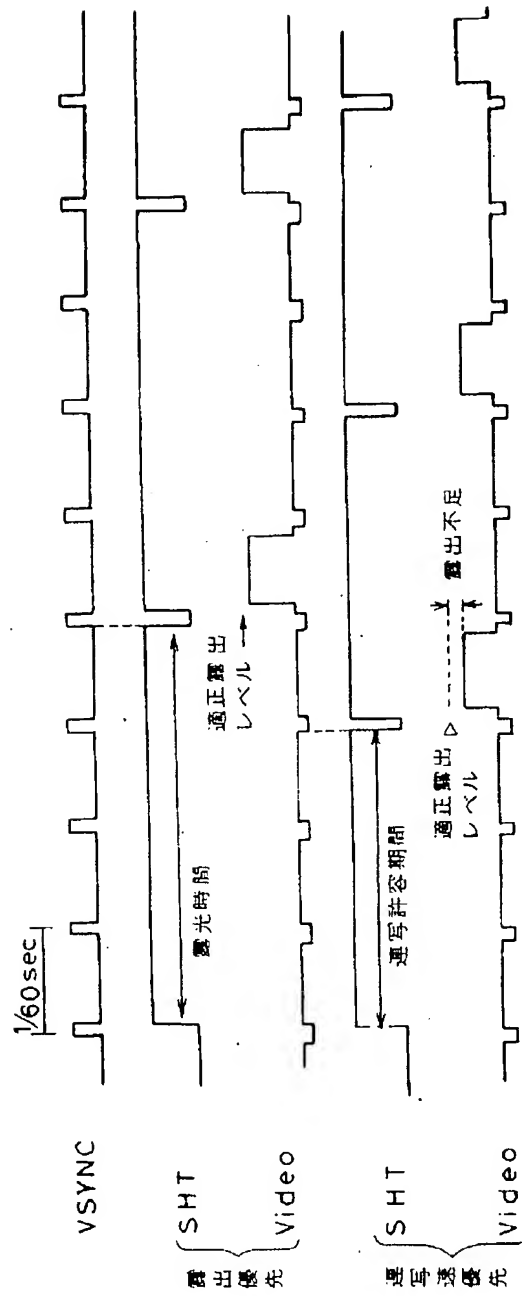 1/60sec
VSYNC
SHT
露光時間
露出優先
適正露出
レベル
Video
SHT
連写許容期間
連写速優先
適正露出
レベル
露出不足
Video